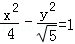 x²/4 − y²/√5 = 1